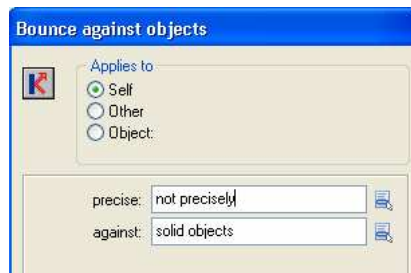 Bounce against objects
Applies to
Self
Other
Object:
precise: not precisely
against: solid objects